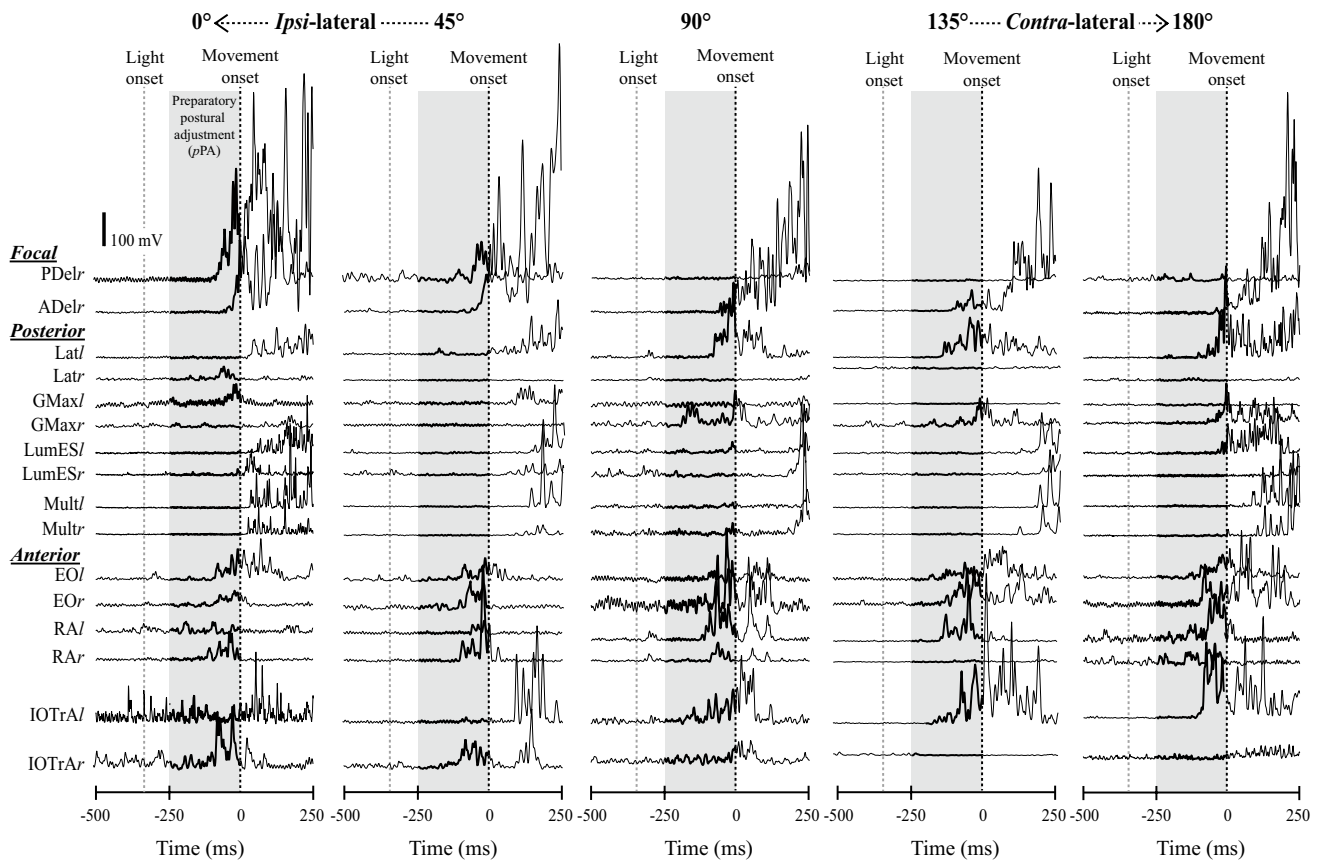 0° Ipsi-lateral 45° 90° 135° Contra-lateral 180°
Light onset Movement onset Light onset Movement onset Light onset Movement onset Light onset Movement onset Light onset Movement onset
Preparatory
postural
adjustment
(pPA)
100 mV
Focal
PDelr
ADelr
Posterior
Latl
Latr
GMaxl
GMaxr
LumESl
LumESr
Multl
Multr
Anterior
EOl
EOr
RAl
RAr
IOTrAl
IOTrAr
-500 -250 0 250 -500 -250 0 250 -500 -250 0 250 -500 -250 0 250 -500 -250 0 250
Time (ms) Time (ms) Time (ms) Time (ms) Time (ms)